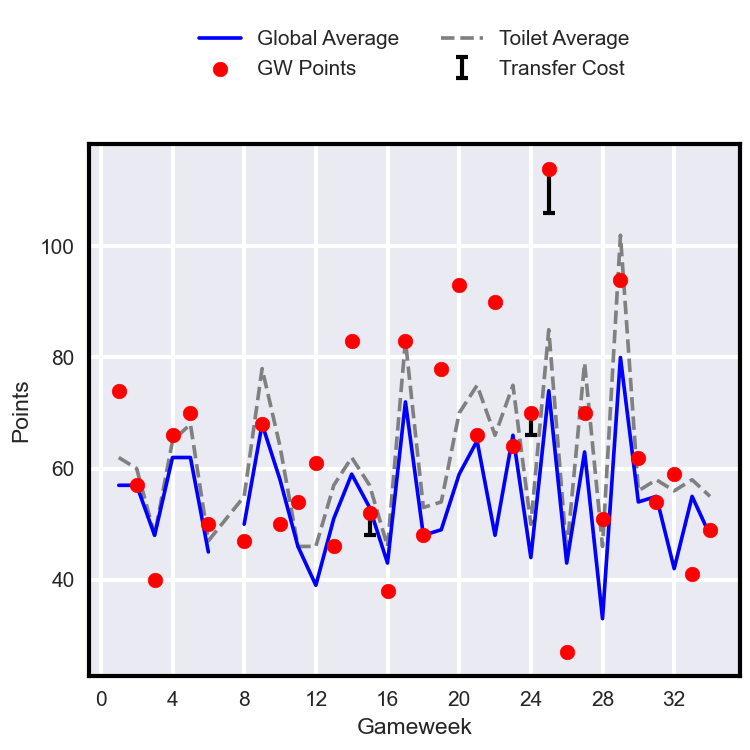 Global Average Toilet Average
GW Points Transfer Cost
100
80
60
40
Points
0 4 8 12 16 20 24 28 32
Gameweek